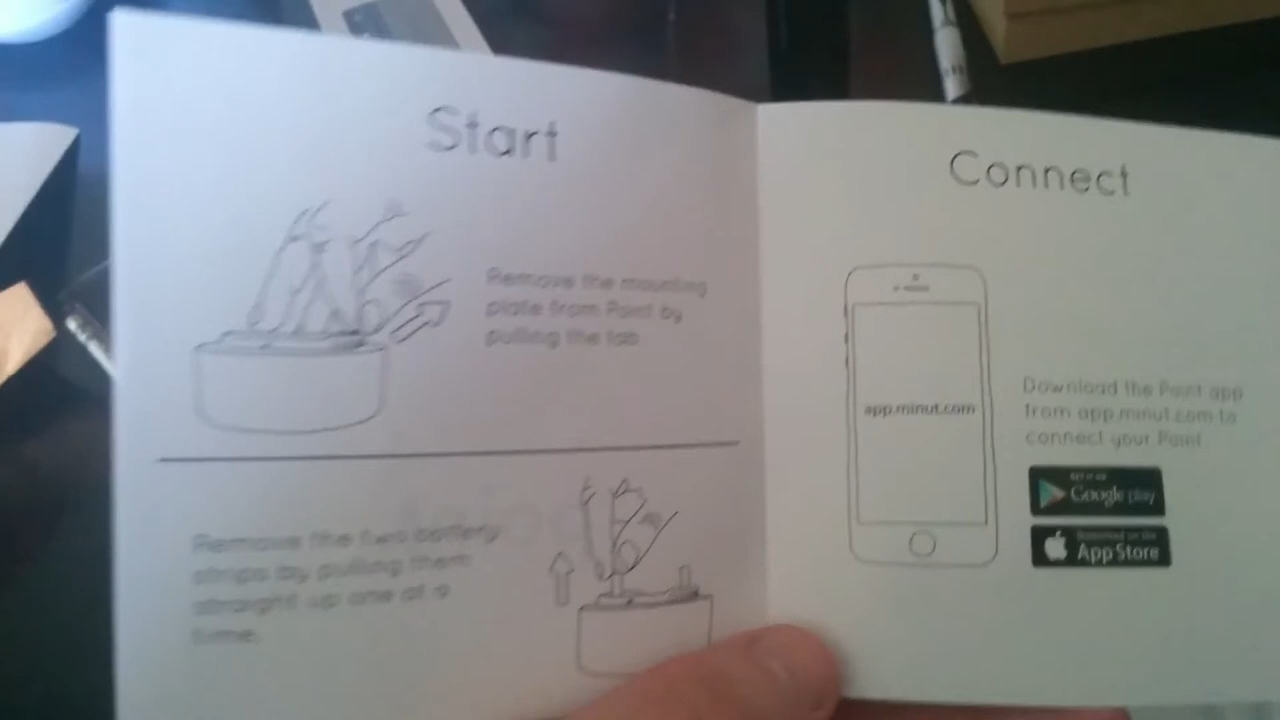 Start
Remove the mounting
plate from Point by
pulling the tab
Remove the two battery
strips by pulling them
straight up one at a
time.
Connect
app.minut.com
Download the Point app
from app.minut.com to
connect your Point
GET IT ON
Google play
Download on the
App Store